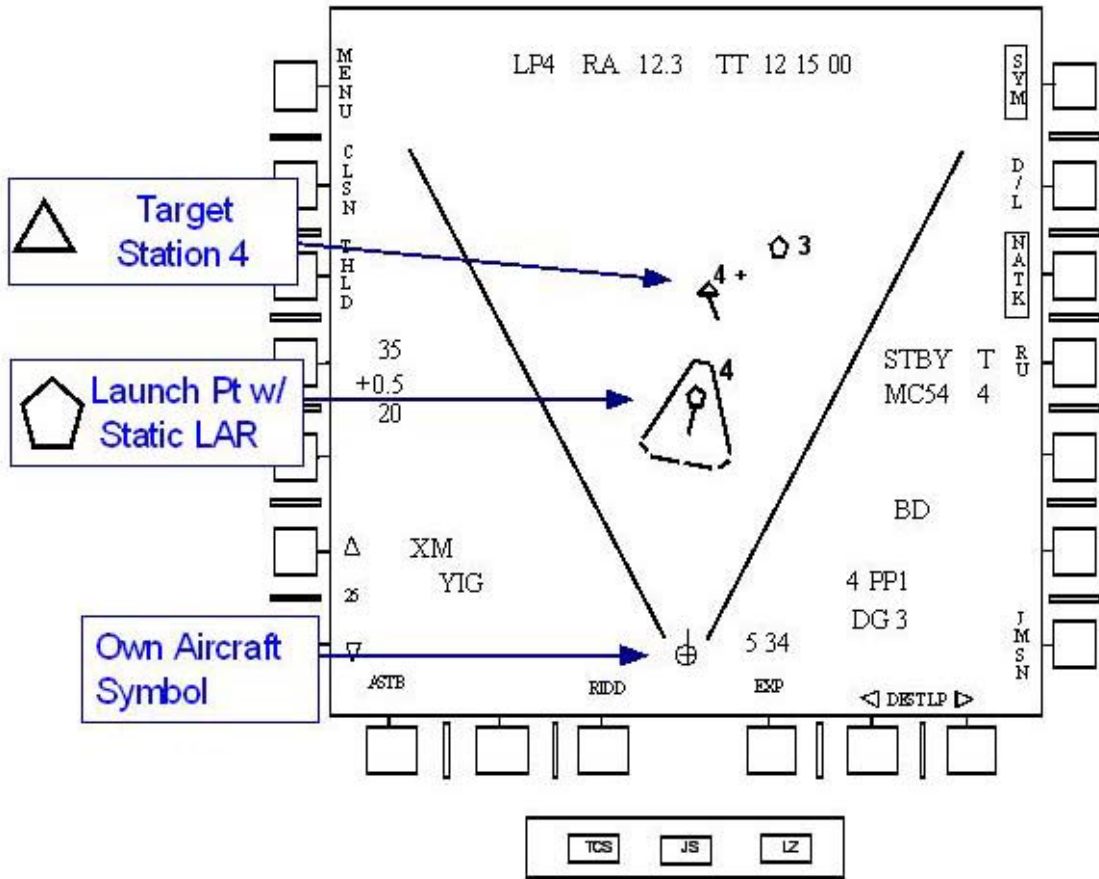 LP4 RA 12.3 TT 12 15 00
MENU
SYM
CLSN
D/L
Target
Station 4
THLD
NATK
3
4 +
35
+0.5
20
STBY T
MC54 4
RU
4
Launch Pt w/
Static LAR
BD
XM
YIG
25
4 PP1
DG 3
Own Aircraft
Symbol
5 34
JMSN
ASTB
RIDD
EXP
DESTLP
TCS
JS
LZ